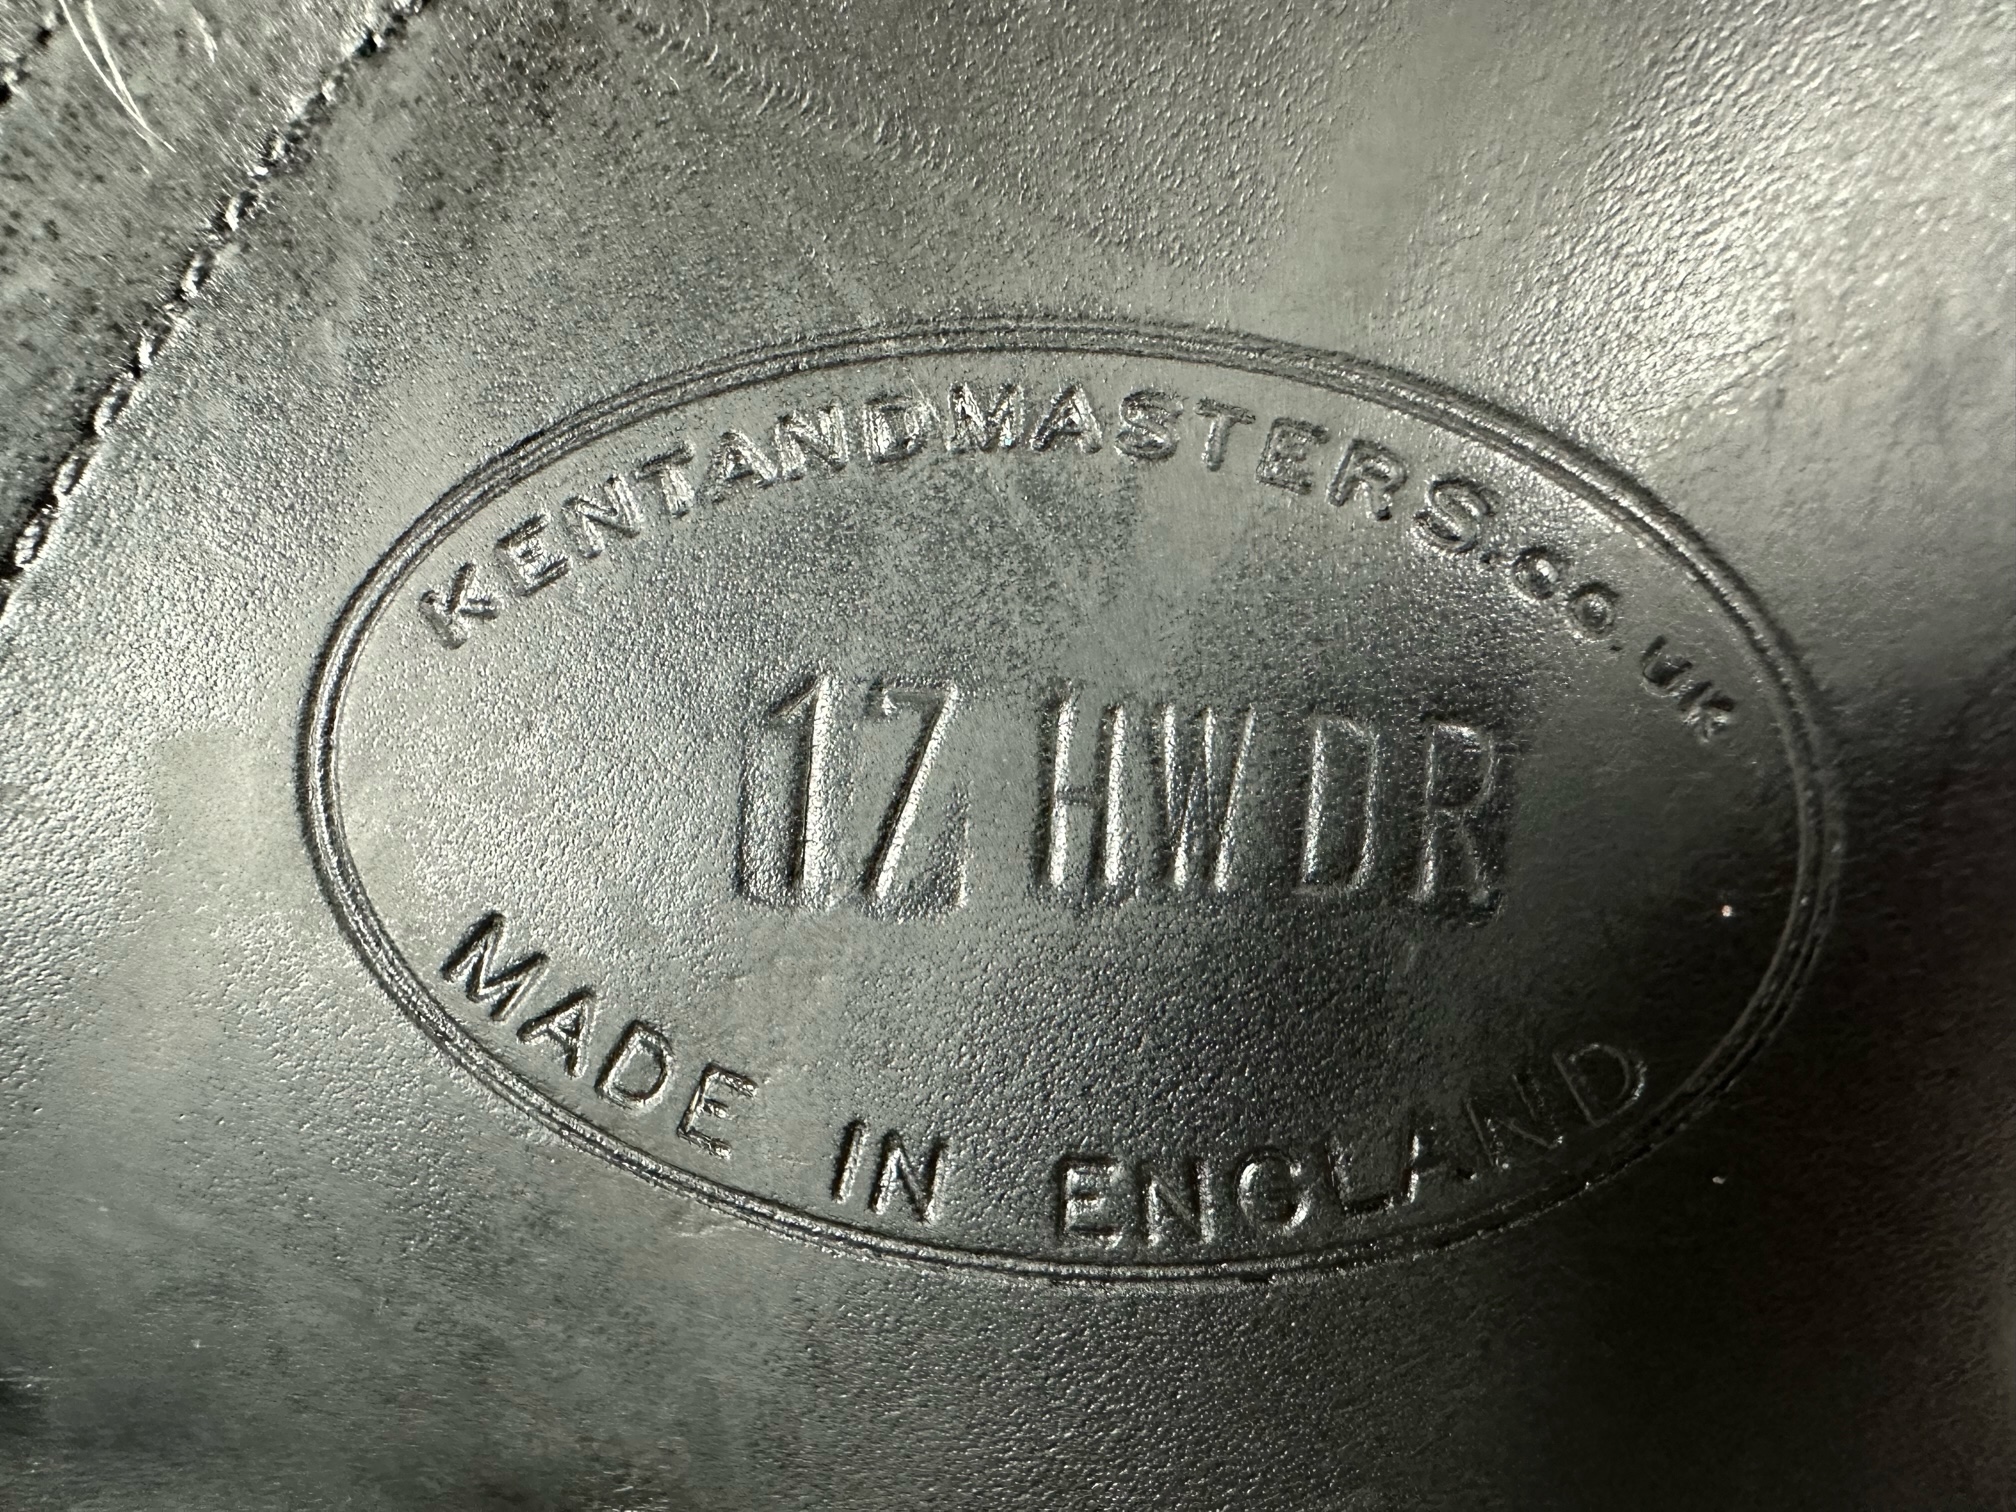 KENTANDMASTERS.CO.UK
17 HWDR
MADE IN ENGLAND